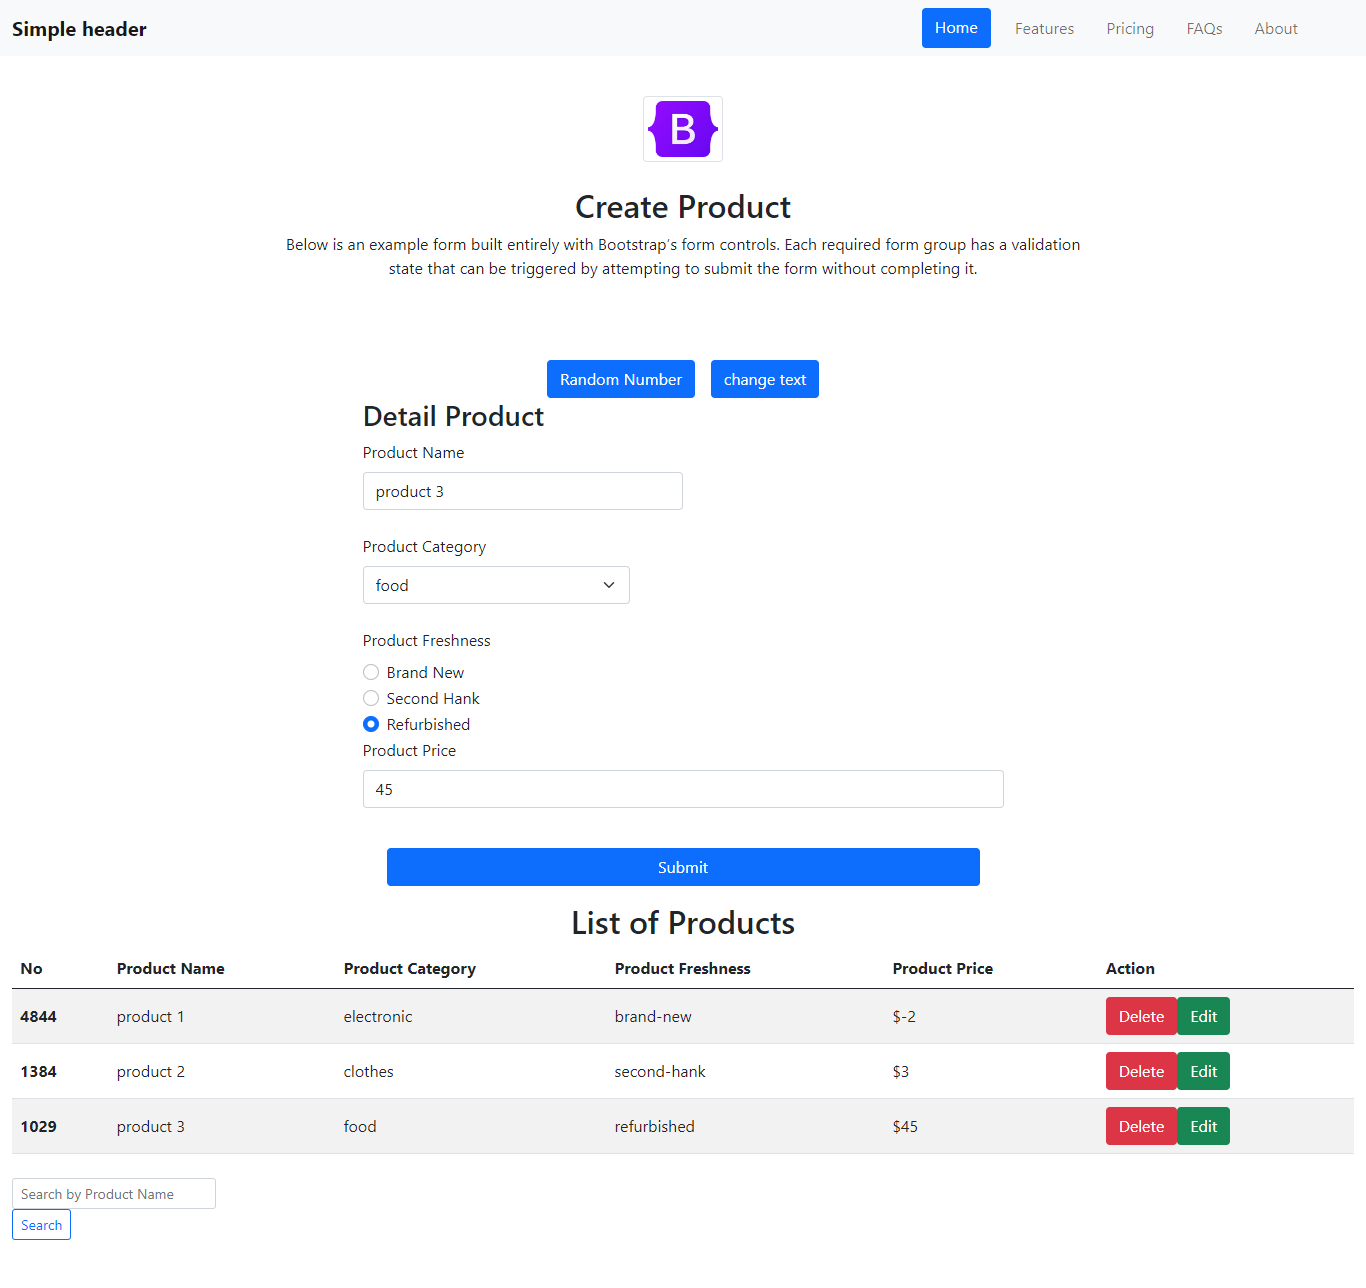 Simple header
Home Features Pricing FAQs About
B
Create Product
Below is an example form built entirely with Bootstrap's form controls. Each required form group has a validation
state that can be triggered by attempting to submit the form without completing it.
Random Number change text
Detail Product
Product Name
product 3
Product Category
food
Product Freshness
Brand New
Second Hank
Refurbished
Product Price
45
Submit
List of Products
No Product Name Product Category Product Freshness Product Price Action
4844 product 1 electronic brand-new $-2 Delete Edit
1384 product 2 clothes second-hank $3 Delete Edit
1029 product 3 food refurbished $45 Delete Edit
Search by Product Name
Search